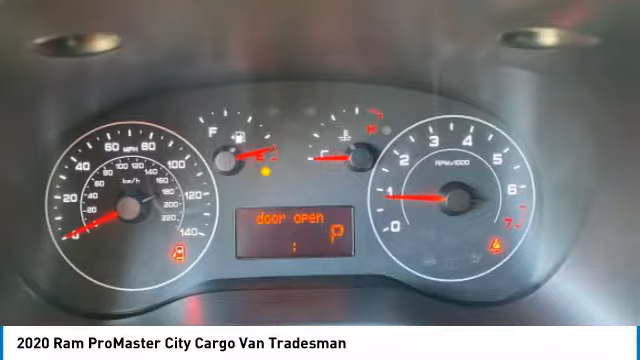 F
E
C
H
60 MPH 80
40 100
20 120
0 140
100 120
80 140
60 160
40 km/h 180
20 200
220
door open
P
RPMx1000
3 4
2 5
1 6
0 7
2020 Ram ProMaster City Cargo Van Tradesman